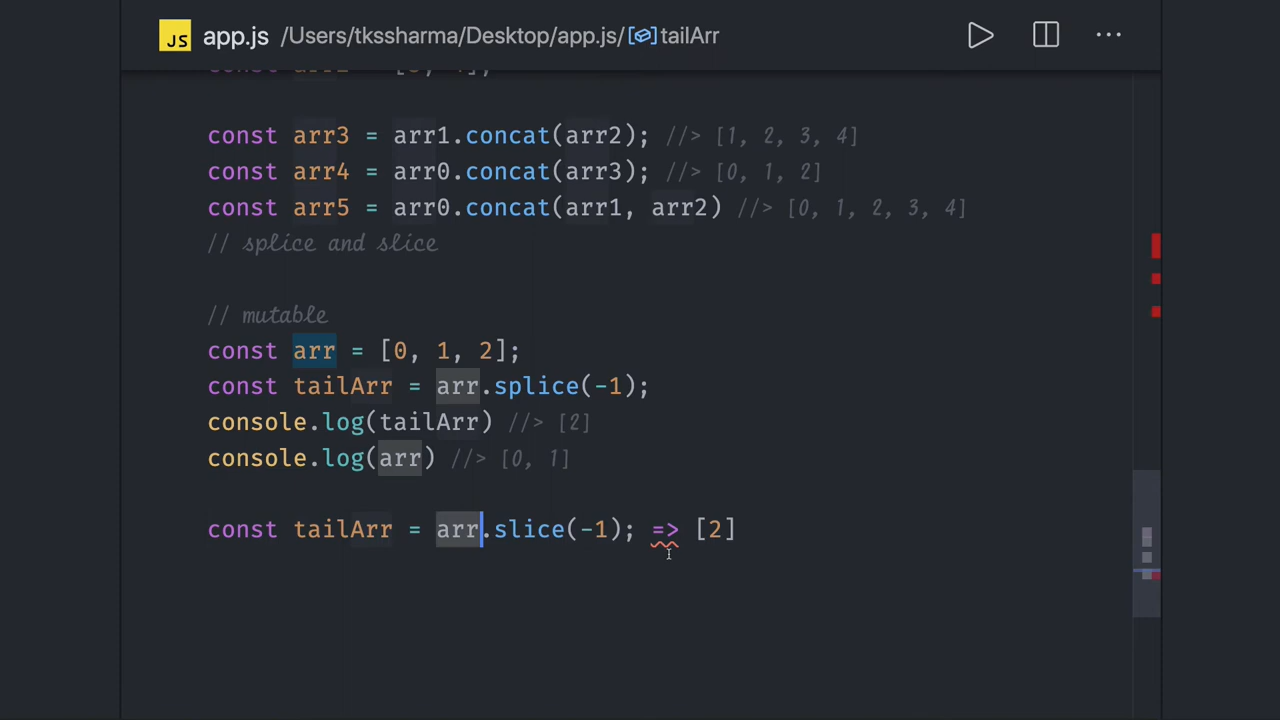 JS app.js /Users/tkssharma/Desktop/app.js/ tailArr
const arr3 = arr1.concat(arr2); //> [1, 2, 3, 4]
const arr4 = arr0.concat(arr3); //> [0, 1, 2]
const arr5 = arr0.concat(arr1, arr2) //> [0, 1, 2, 3, 4]
// splice and slice
// mutable
const arr = [0, 1, 2];
const tailArr = arr.splice(-1);
console.log(tailArr) //> [2]
console.log(arr) //> [0, 1]
const tailArr = arr.slice(-1); => [2]